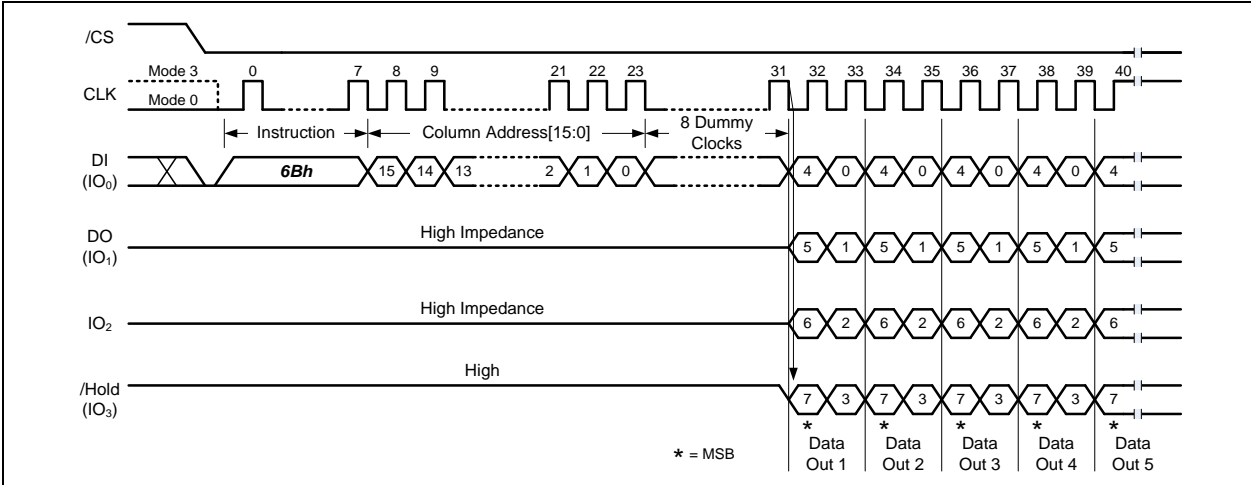 /CS
Mode 3 0 7 8 9 21 22 23 31 32 33 34 35 36 37 38 39 40
CLK
Mode 0
Instruction Column Address[15:0] 8 Dummy
Clocks
DI
(IO0) 6Bh 15 14 13 2 1 0 4 0 4 0 4 0 4 0 4
High Impedance
DO
(IO1) 5 1 5 1 5 1 5 1 5
High Impedance
IO2 6 2 6 2 6 2 6 2 6
High
/Hold
(IO3) 7 3 7 3 7 3 7 3 7
* * * * *
* = MSB
Data Data Data Data Data
Out 1 Out 2 Out 3 Out 4 Out 5